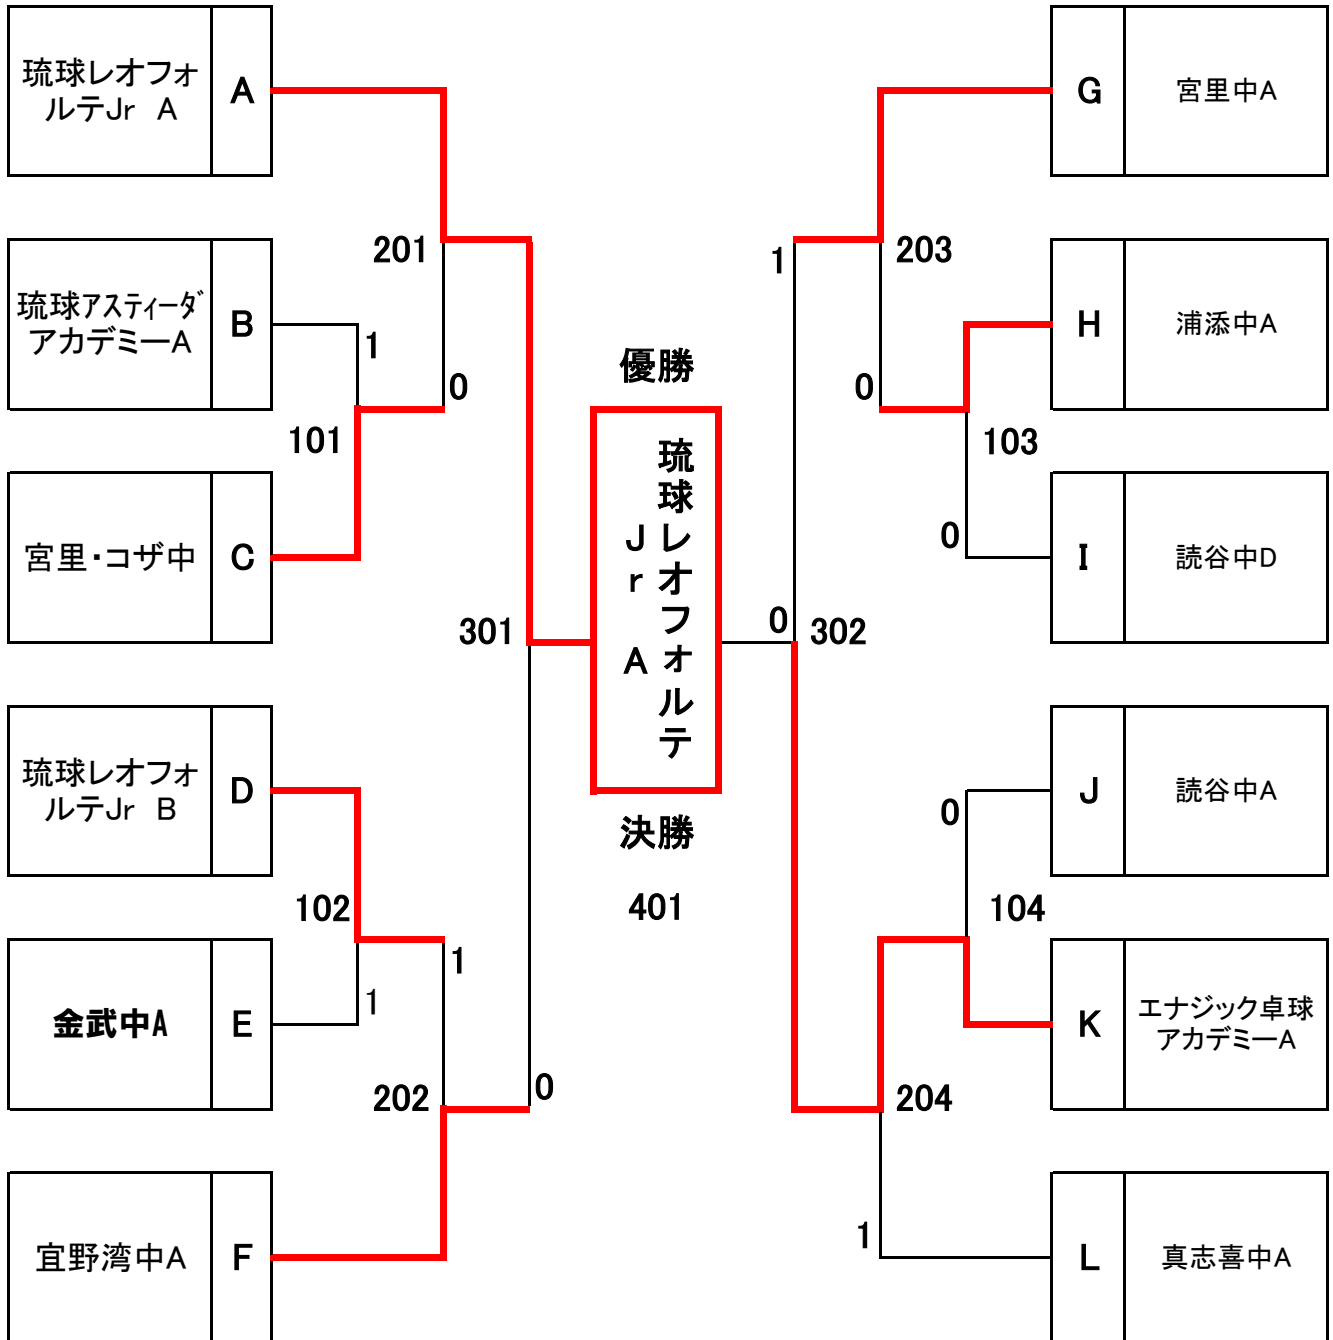 琉球レオフォ
ルテJr A
A
201
琉球アスティーダ
アカデミーA
B
1
0
101
宮里・コザ中
C
301
琉球レオフォ
ルテJr B
D
102
1
金武中A
E
1
202
0
宜野湾中A
F
優勝
琉球レオフォルテ
Jr A
決勝
401
G
宮里中A
1
203
H
浦添中A
0
103
0
I
読谷中D
0
302
J
読谷中A
0
104
K
エナジック卓球
アカデミーA
204
1
L
真志喜中A